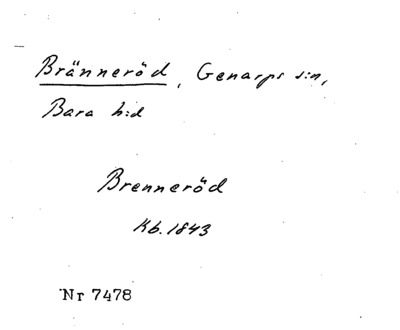 Bränneröd, Genarps s:n,
Bara h:d
Brenneröd
Kb. 1843
Nr 7478